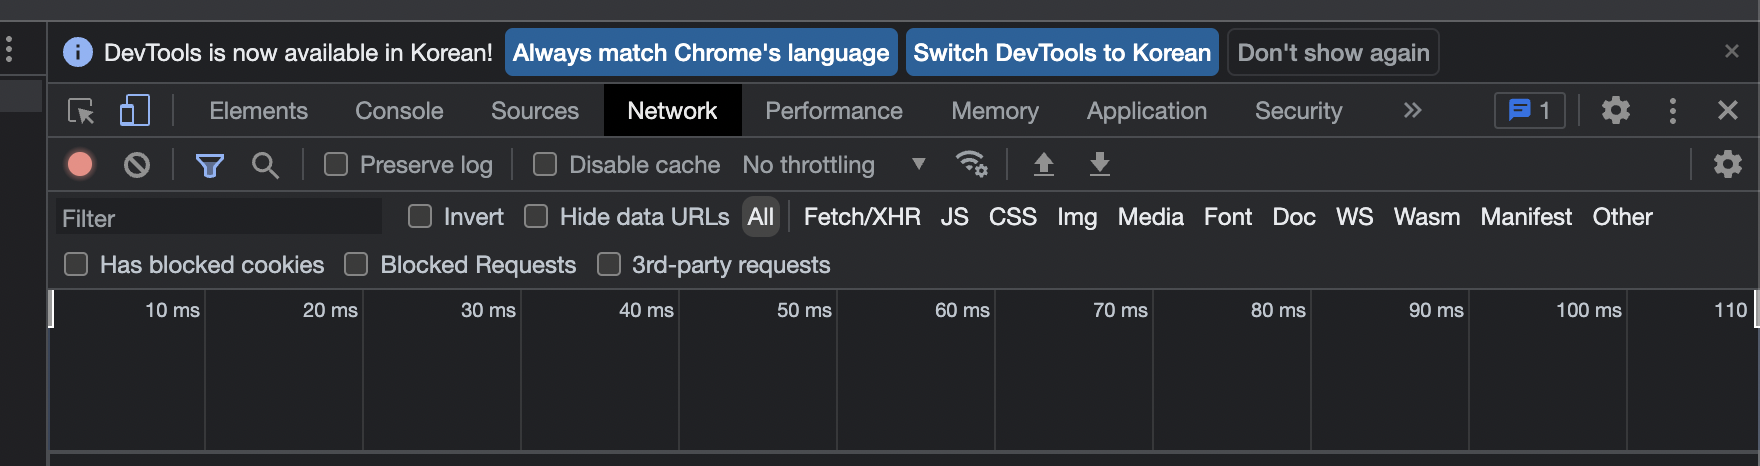 DevTools is now available in Korean! Always match Chrome's language Switch DevTools to Korean Don't show again
Elements Console Sources Network Performance Memory Application Security 1
Preserve log Disable cache No throttling
Filter Invert Hide data URLs All Fetch/XHR JS CSS Img Media Font Doc WS Wasm Manifest Other
Has blocked cookies Blocked Requests 3rd-party requests
10 ms 20 ms 30 ms 40 ms 50 ms 60 ms 70 ms 80 ms 90 ms 100 ms 110